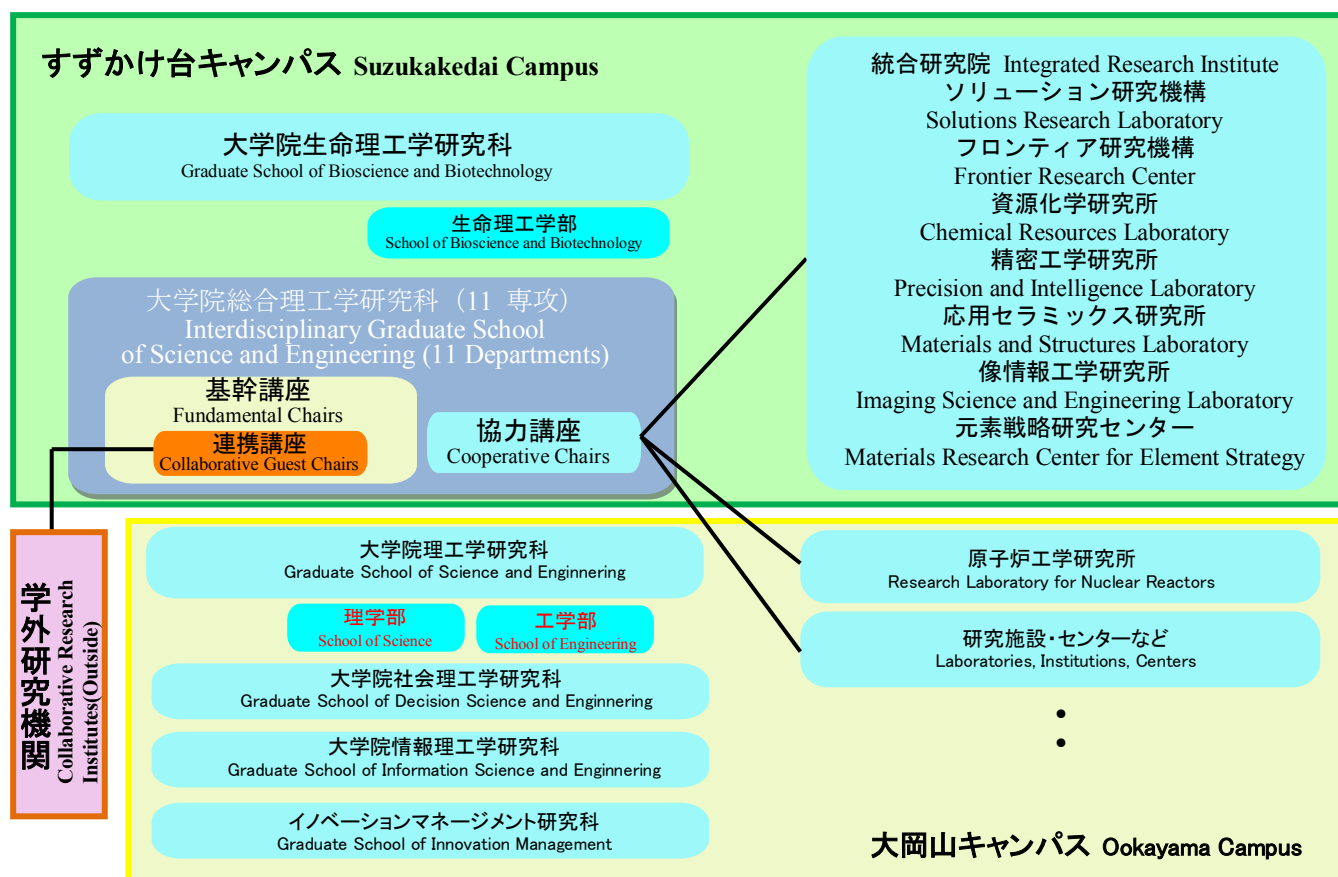 すずかけ台キャンパス Suzukakedai Campus
大学院生命理工学研究科
Graduate School of Bioscience and Biotechnology
生命理工学部
School of Bioscience and Biotechnology
大学院総合理工学研究科（11 専攻）
Interdisciplinary Graduate School
of Science and Engineering (11 Departments)
基幹講座
Fundamental Chairs
連携講座
Collaborative Guest Chairs
協力講座
Cooperative Chairs
統合研究院 Integrated Research Institute
ソリューション研究機構
Solutions Research Laboratory
フロンティア研究機構
Frontier Research Center
資源化学研究所
Chemical Resources Laboratory
精密工学研究所
Precision and Intelligence Laboratory
応用セラミックス研究所
Materials and Structures Laboratory
像情報工学研究所
Imaging Science and Engineering Laboratory
元素戦略研究センター
Materials Research Center for Element Strategy
学外研究機関
Collaborative Research
Institutes(Outside)
大学院理工学研究科
Graduate School of Science and Enginnering
理学部
School of Science
工学部
School of Engineering
大学院社会理工学研究科
Graduate School of Decision Science and Enginnering
大学院情報理工学研究科
Graduate School of Information Science and Enginnering
イノベーションマネージメント研究科
Graduate School of Innovation Management
原子炉工学研究所
Research Laboratory for Nuclear Reactors
研究施設・センターなど
Laboratories, Institutions, Centers
大岡山キャンパス Ookayama Campus